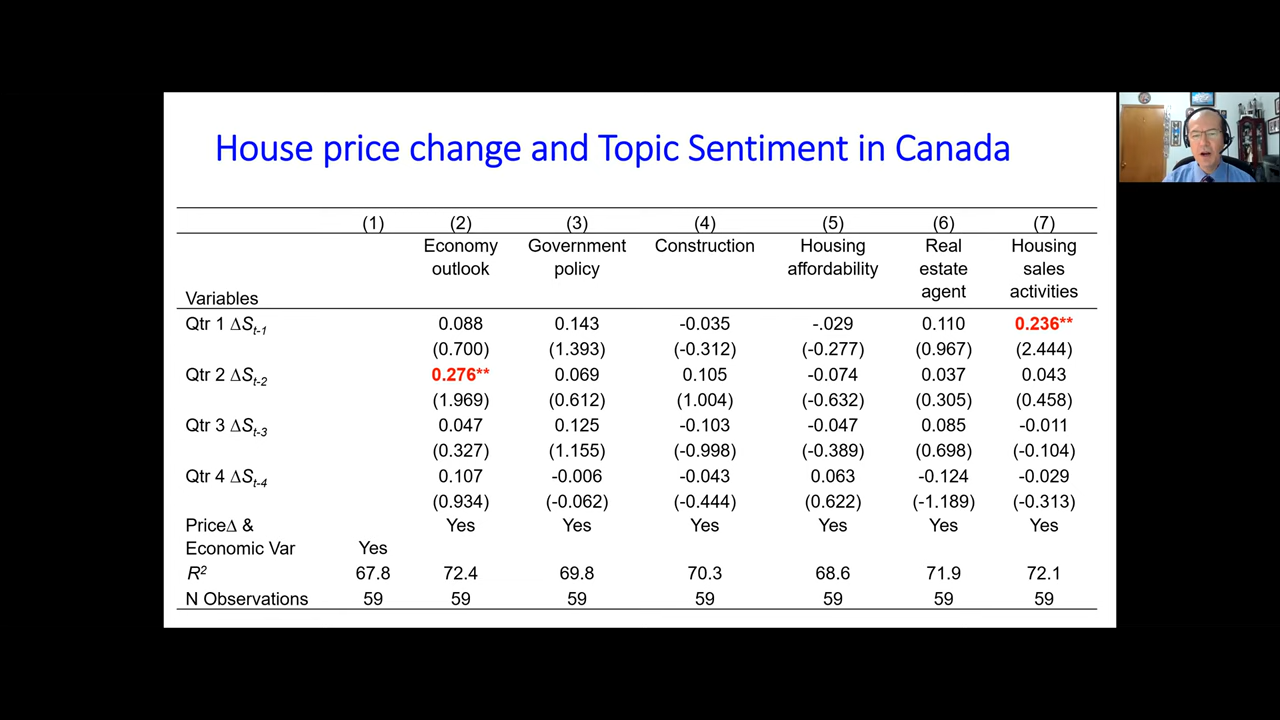 House price change and Topic Sentiment in Canada
(1) (2) (3) (4) (5) (6) (7)
Economy Government Construction Housing Real Housing
outlook policy affordability estate sales
Variables agent activities
Qtr 1 ΔSt-1 0.088 0.143 -0.035 -.029 0.110 0.236**
(0.700) (1.393) (-0.312) (-0.277) (0.967) (2.444)
Qtr 2 ΔSt-2 0.276** 0.069 0.105 -0.074 0.037 0.043
(1.969) (0.612) (1.004) (-0.632) (0.305) (0.458)
Qtr 3 ΔSt-3 0.047 0.125 -0.103 -0.047 0.085 -0.011
(0.327) (1.155) (-0.998) (-0.389) (0.698) (-0.104)
Qtr 4 ΔSt-4 0.107 -0.006 -0.043 0.063 -0.124 -0.029
(0.934) (-0.062) (-0.444) (0.622) (-1.189) (-0.313)
PriceΔ & Yes Yes Yes Yes Yes Yes
Economic Var Yes
R2 67.8 72.4 69.8 70.3 68.6 71.9 72.1
N Observations 59 59 59 59 59 59 59